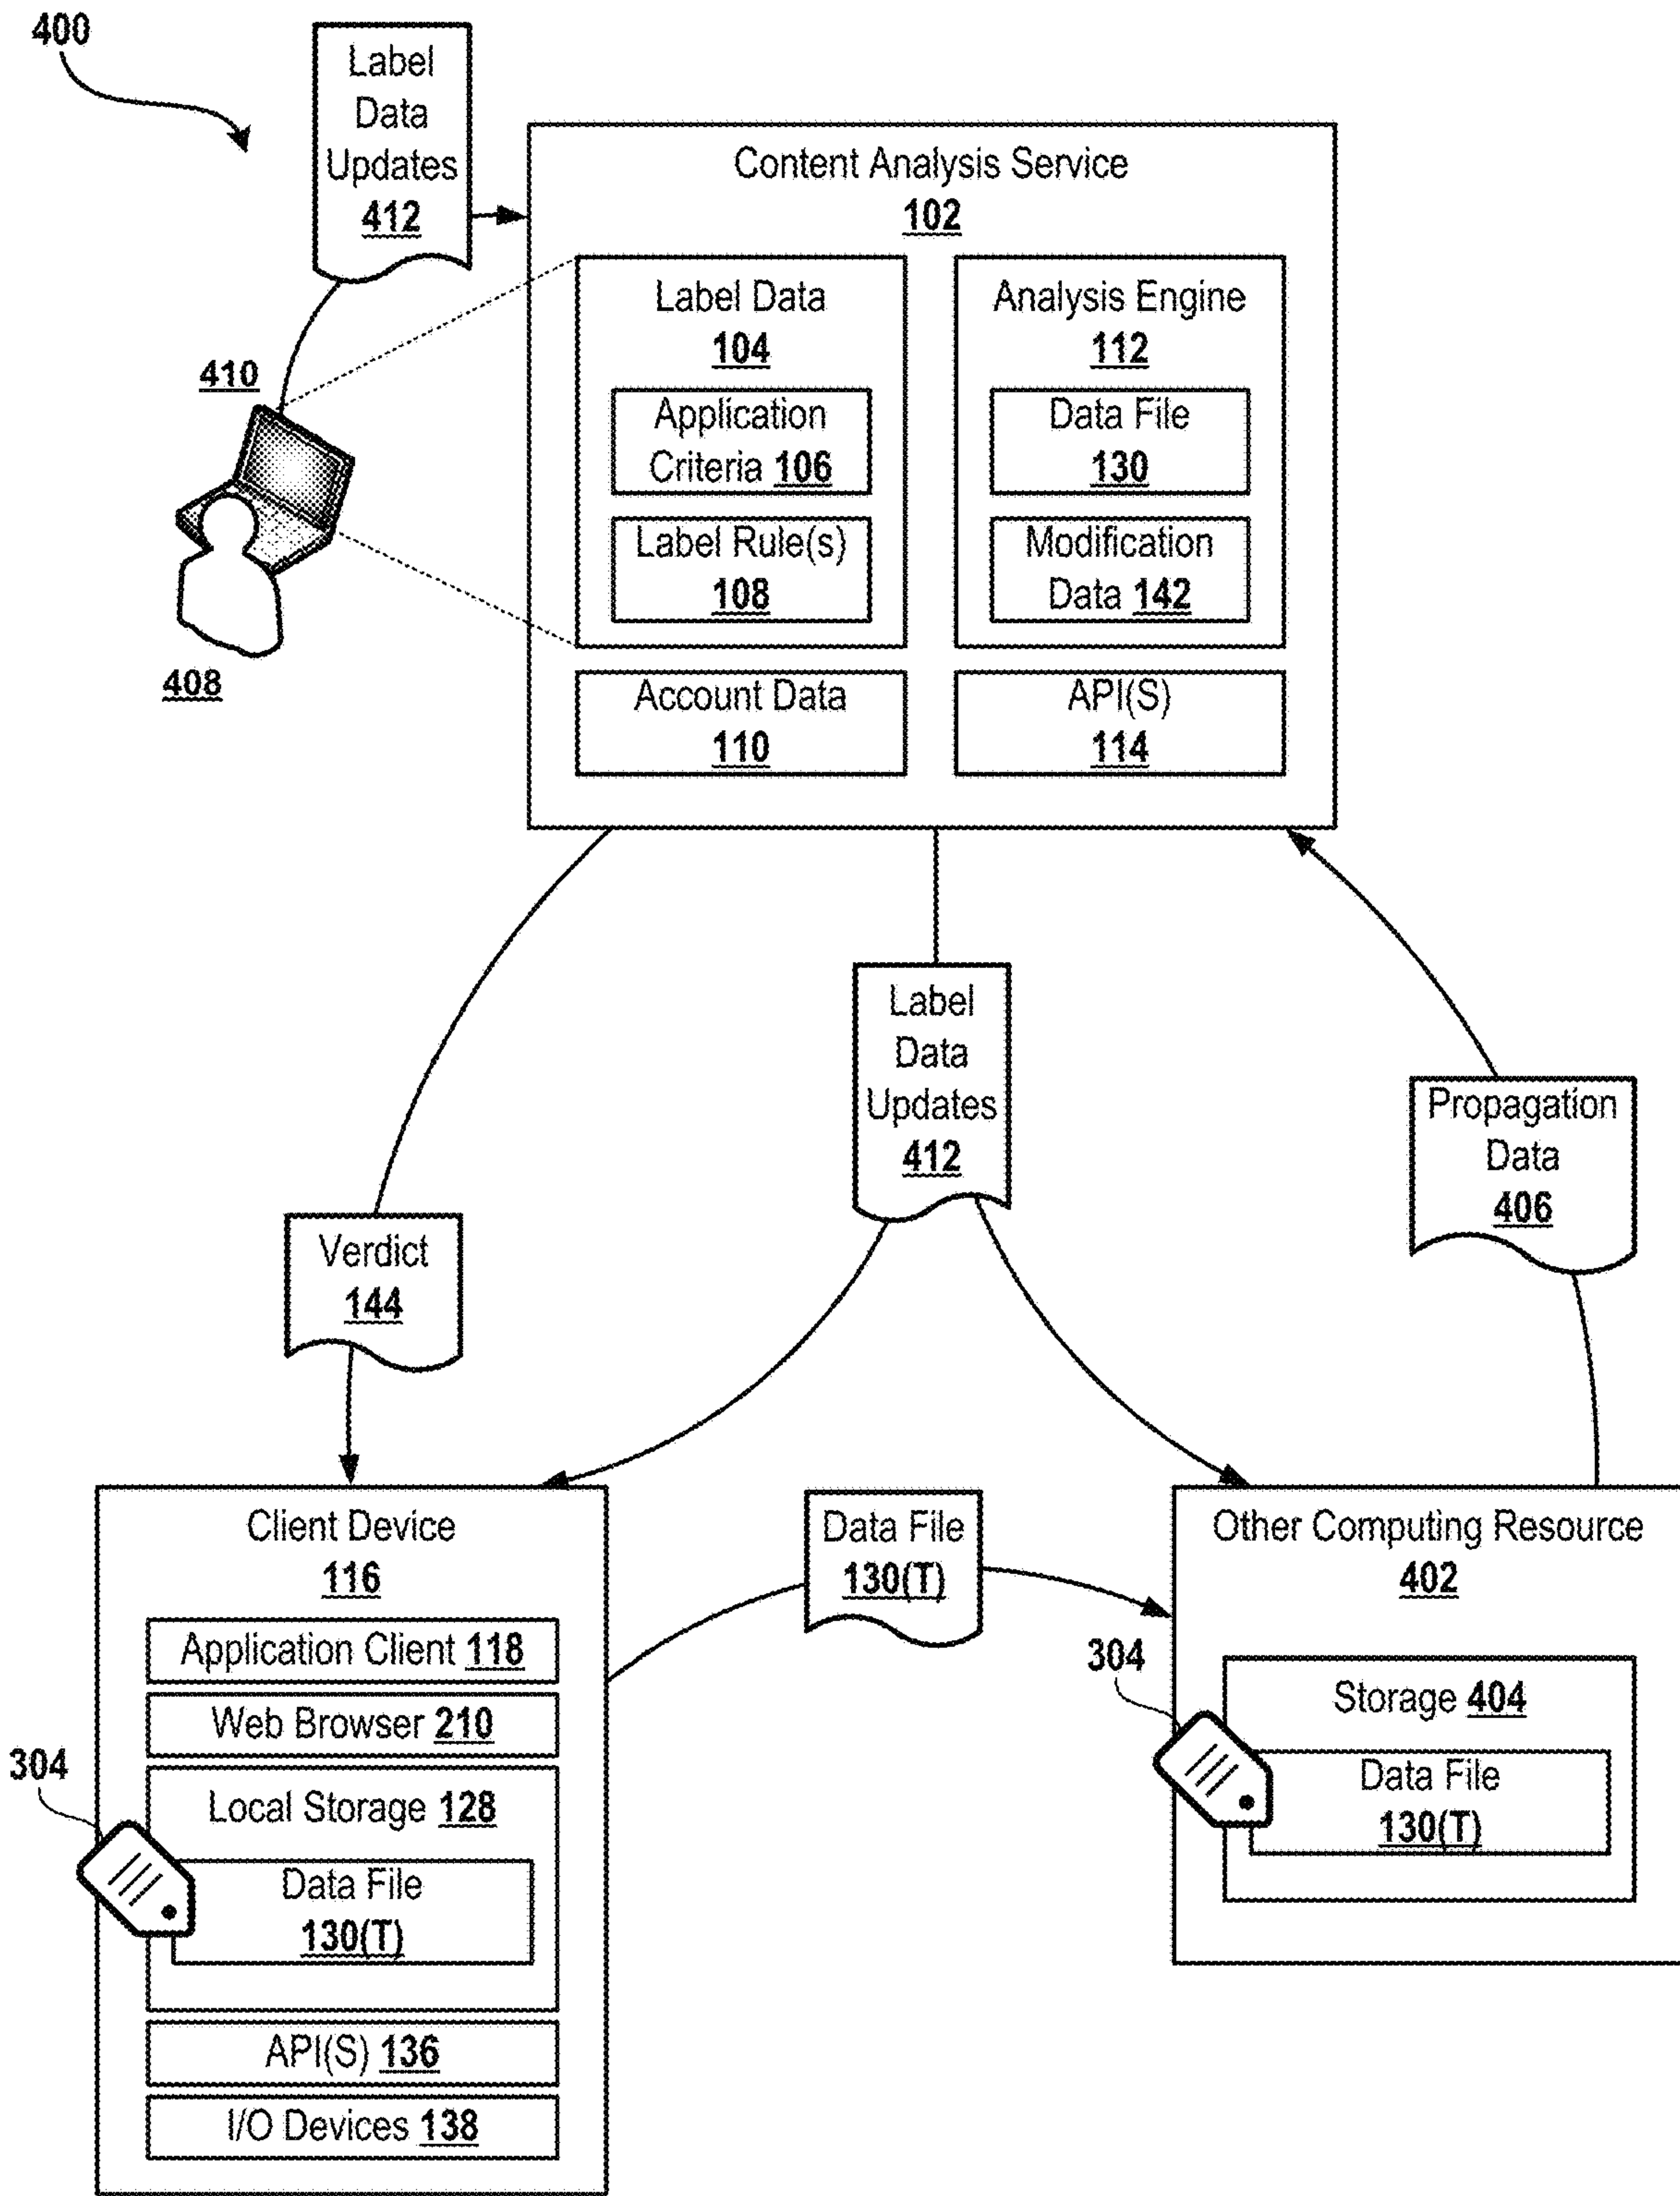 400
Label
Data
Updates
412
Content Analysis Service
102
Label Data
104
Application
Criteria 106
Label Rule(s)
108
Analysis Engine
112
Data File
130
Modification
Data 142
Account Data
110
API(S)
114
410
408
Label
Data
Updates
412
Propagation
Data
406
Verdict
144
Client Device
116
Application Client 118
Web Browser 210
304
Local Storage 128
Data File
130(T)
API(S) 136
I/O Devices 138
Data File
130(T)
Other Computing Resource
402
304
Storage 404
Data File
130(T)